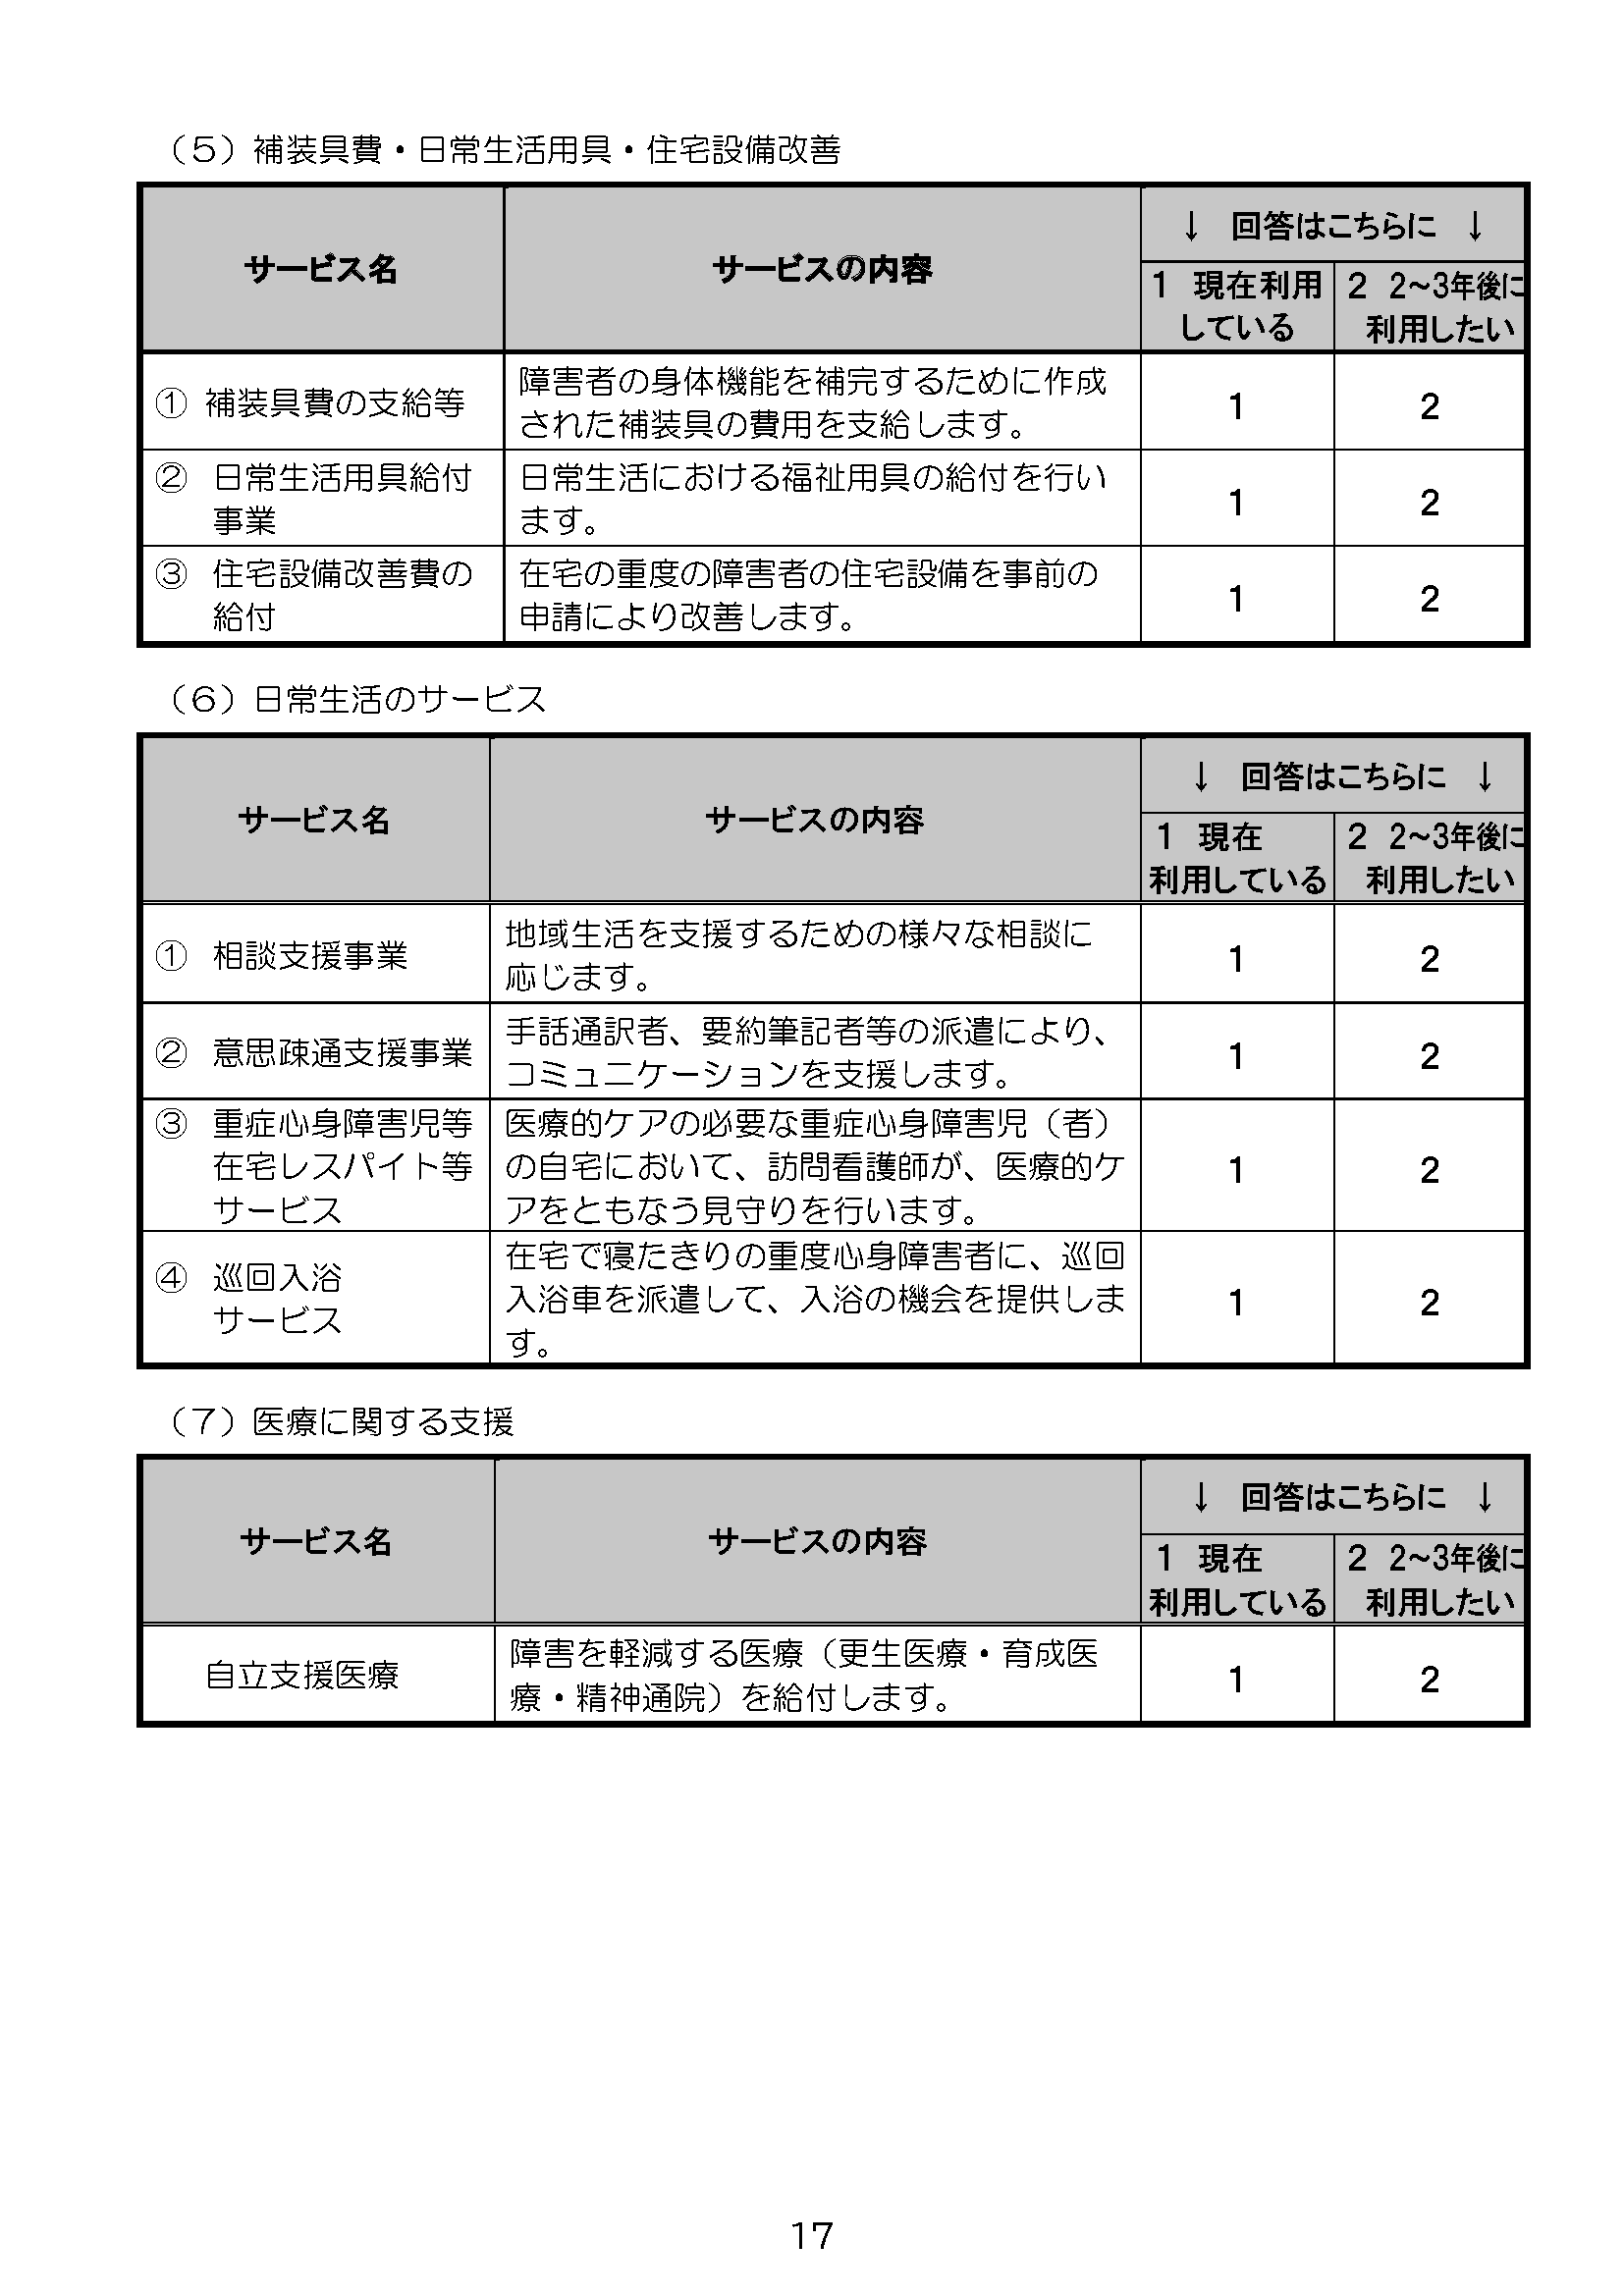 （５）補装具費・日常生活用具・住宅設備改善
サービス名
サービスの内容
↓　回答はこちらに　↓
１　現在利用
している
２　2～3年後に
利用したい
① 補装具費の支給等
障害者の身体機能を補完するために作成
された補装具の費用を支給します。
1
2
②　日常生活用具給付
事業
日常生活における福祉用具の給付を行い
ます。
1
2
③　住宅設備改善費の
給付
在宅の重度の障害者の住宅設備を事前の
申請により改善します。
1
2
（６）日常生活のサービス
サービス名
サービスの内容
↓　回答はこちらに　↓
１　現在
利用している
２　2～3年後に
利用したい
①　相談支援事業
地域生活を支援するための様々な相談に
応じます。
1
2
②　意思疎通支援事業
手話通訳者、要約筆記者等の派遣により、
コミュニケーションを支援します。
1
2
③　重症心身障害児等
在宅レスパイト等
サービス
医療的ケアの必要な重症心身障害児（者）
の自宅において、訪問看護師が、医療的ケ
アをともなう見守りを行います。
1
2
④　巡回入浴
サービス
在宅で寝たきりの重度心身障害者に、巡回
入浴車を派遣して、入浴の機会を提供しま
す。
1
2
（７）医療に関する支援
サービス名
サービスの内容
↓　回答はこちらに　↓
１　現在
利用している
２　2～3年後に
利用したい
自立支援医療
障害を軽減する医療（更生医療・育成医
療・精神通院）を給付します。
1
2
17